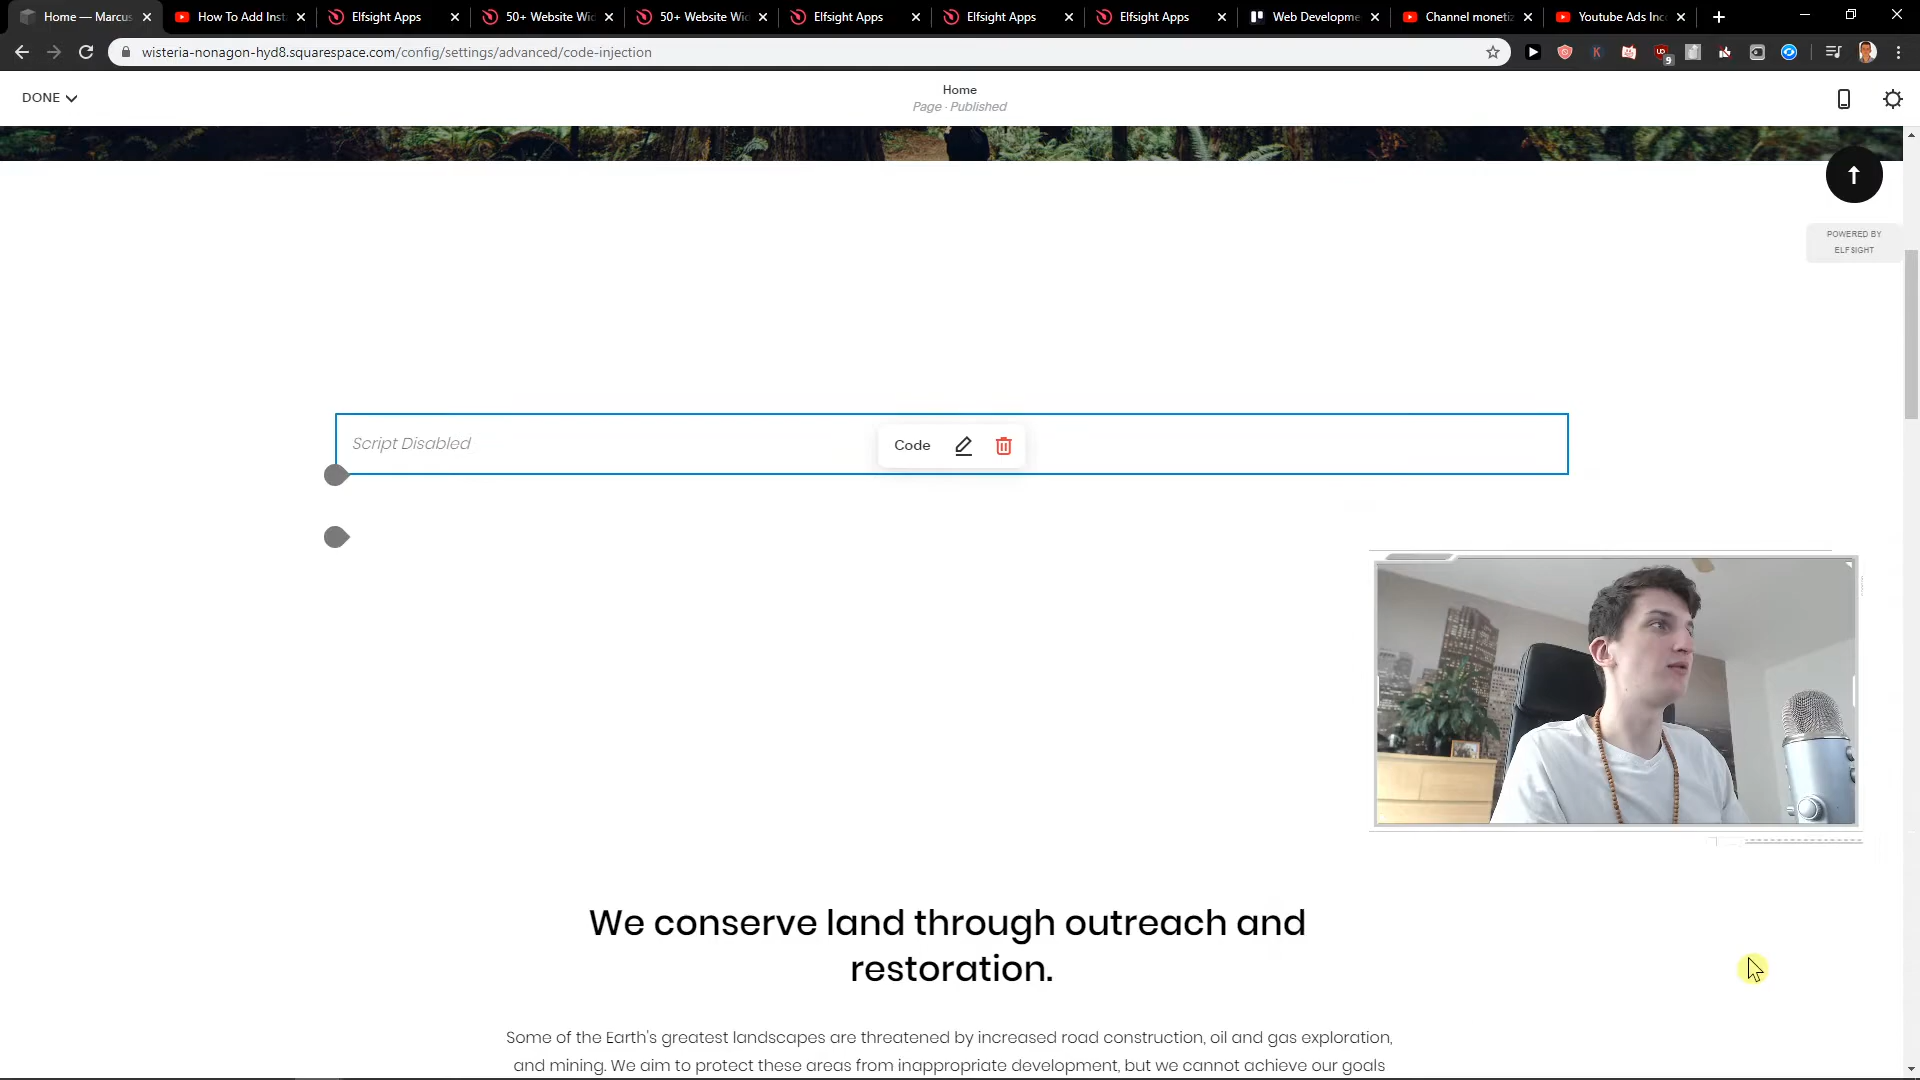 Home — Marcus
How To Add Inst
Elfsight Apps
50+ Website Wi
50+ Website Wi
Elfsight Apps
Elfsight Apps
Elfsight Apps
Web Developme
Channel moneti
Youtube Ads Inc
wisteria-nonagon-hyd8.squarespace.com/config/settings/advanced/code-injection
9
DONE
Home
Page · Published
POWERED BY
ELFSIGHT
Script Disabled
Code
We conserve land through outreach and
restoration.
Some of the Earth's greatest landscapes are threatened by increased road construction, oil and gas exploration,
and mining. We aim to protect these areas from inappropriate development, but we cannot achieve our goals